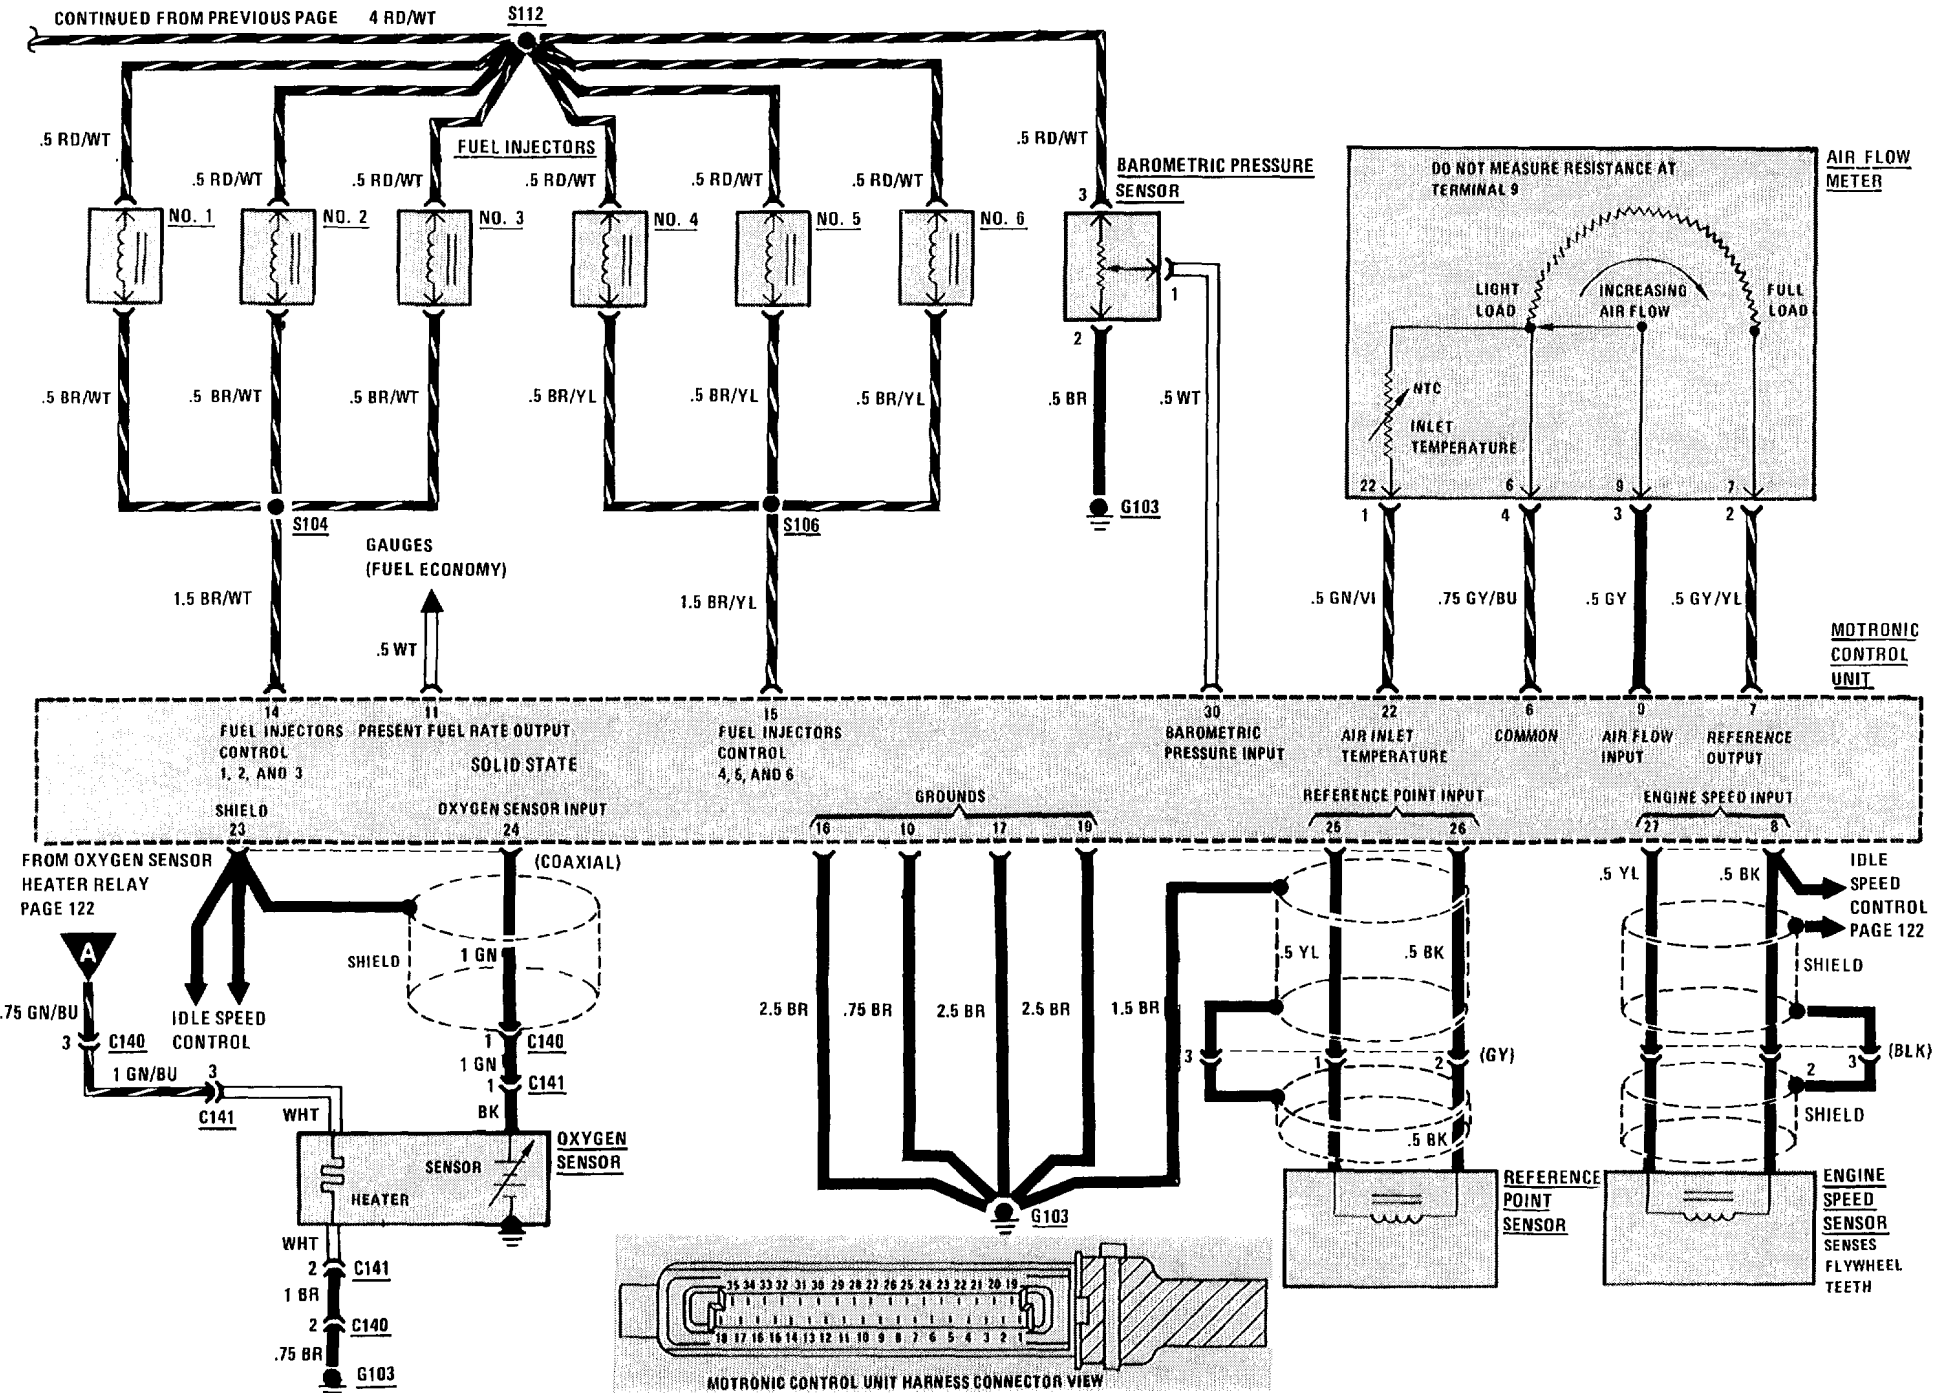 CONTINUED FROM PREVIOUS PAGE 4 RD/WT
S112
.5 RD/WT
.5 RD/WT
.5 RD/WT
FUEL INJECTORS
.5 RD/WT
.5 RD/WT
.5 RD/WT
.5 RD/WT
BAROMETRIC PRESSURE
SENSOR
3
NO. 1
NO. 2
NO. 3
NO. 4
NO. 5
NO. 6
1
2
DO NOT MEASURE RESISTANCE AT
TERMINAL 9
AIR FLOW
METER
LIGHT
LOAD
INCREASING
AIR FLOW
FULL
LOAD
NTC
INLET
TEMPERATURE
22
6
9
7
1
4
3
2
.5 BR/WT
.5 BR/WT
.5 BR/WT
.5 BR/YL
.5 BR/YL
.5 BR/YL
.5 BR
.5 WT
S104
S106
G103
GAUGES
(FUEL ECONOMY)
1.5 BR/WT
.5 WT
1.5 BR/YL
.5 GN/VI
.75 GY/BU
.5 GY
.5 GY/YL
MOTRONIC
CONTROL
UNIT
14
FUEL INJECTORS
CONTROL
1, 2, AND 3
11
PRESENT FUEL RATE OUTPUT
SOLID STATE
15
FUEL INJECTORS
CONTROL
4, 5, AND 6
30
BAROMETRIC
PRESSURE INPUT
22
AIR INLET
TEMPERATURE
6
COMMON
9
AIR FLOW
INPUT
7
REFERENCE
OUTPUT
SHIELD
23
OXYGEN SENSOR INPUT
24
GROUNDS
16
10
17
19
REFERENCE POINT INPUT
25
26
ENGINE SPEED INPUT
27
8
FROM OXYGEN SENSOR
HEATER RELAY
PAGE 122
A
.75 GN/BU
3
C140
1 GN/BU
3
C141
WHT
IDLE SPEED
CONTROL
(COAXIAL)
SHIELD
1 GN
1
C140
1 GN
1
C141
BK
OXYGEN
SENSOR
SENSOR
HEATER
WHT
2
C141
1 BR
2
C140
.75 BR
G103
2.5 BR
.75 BR
2.5 BR
2.5 BR
1.5 BR
G103
.5 YL
.5 BK
3
1
2
(GY)
.5 BK
REFERENCE
POINT
SENSOR
.5 YL
.5 BK
IDLE
SPEED
CONTROL
PAGE 122
SHIELD
(BLK)
2
3
SHIELD
ENGINE
SPEED
SENSOR
SENSES
FLYWHEEL
TEETH
35 34 33 32 31 30 29 28 27 26 25 24 23 22 21 20 19
18 17 16 15 14 13 12 11 10 9 8 7 6 5 4 3 2 1
MOTRONIC CONTROL UNIT HARNESS CONNECTOR VIEW